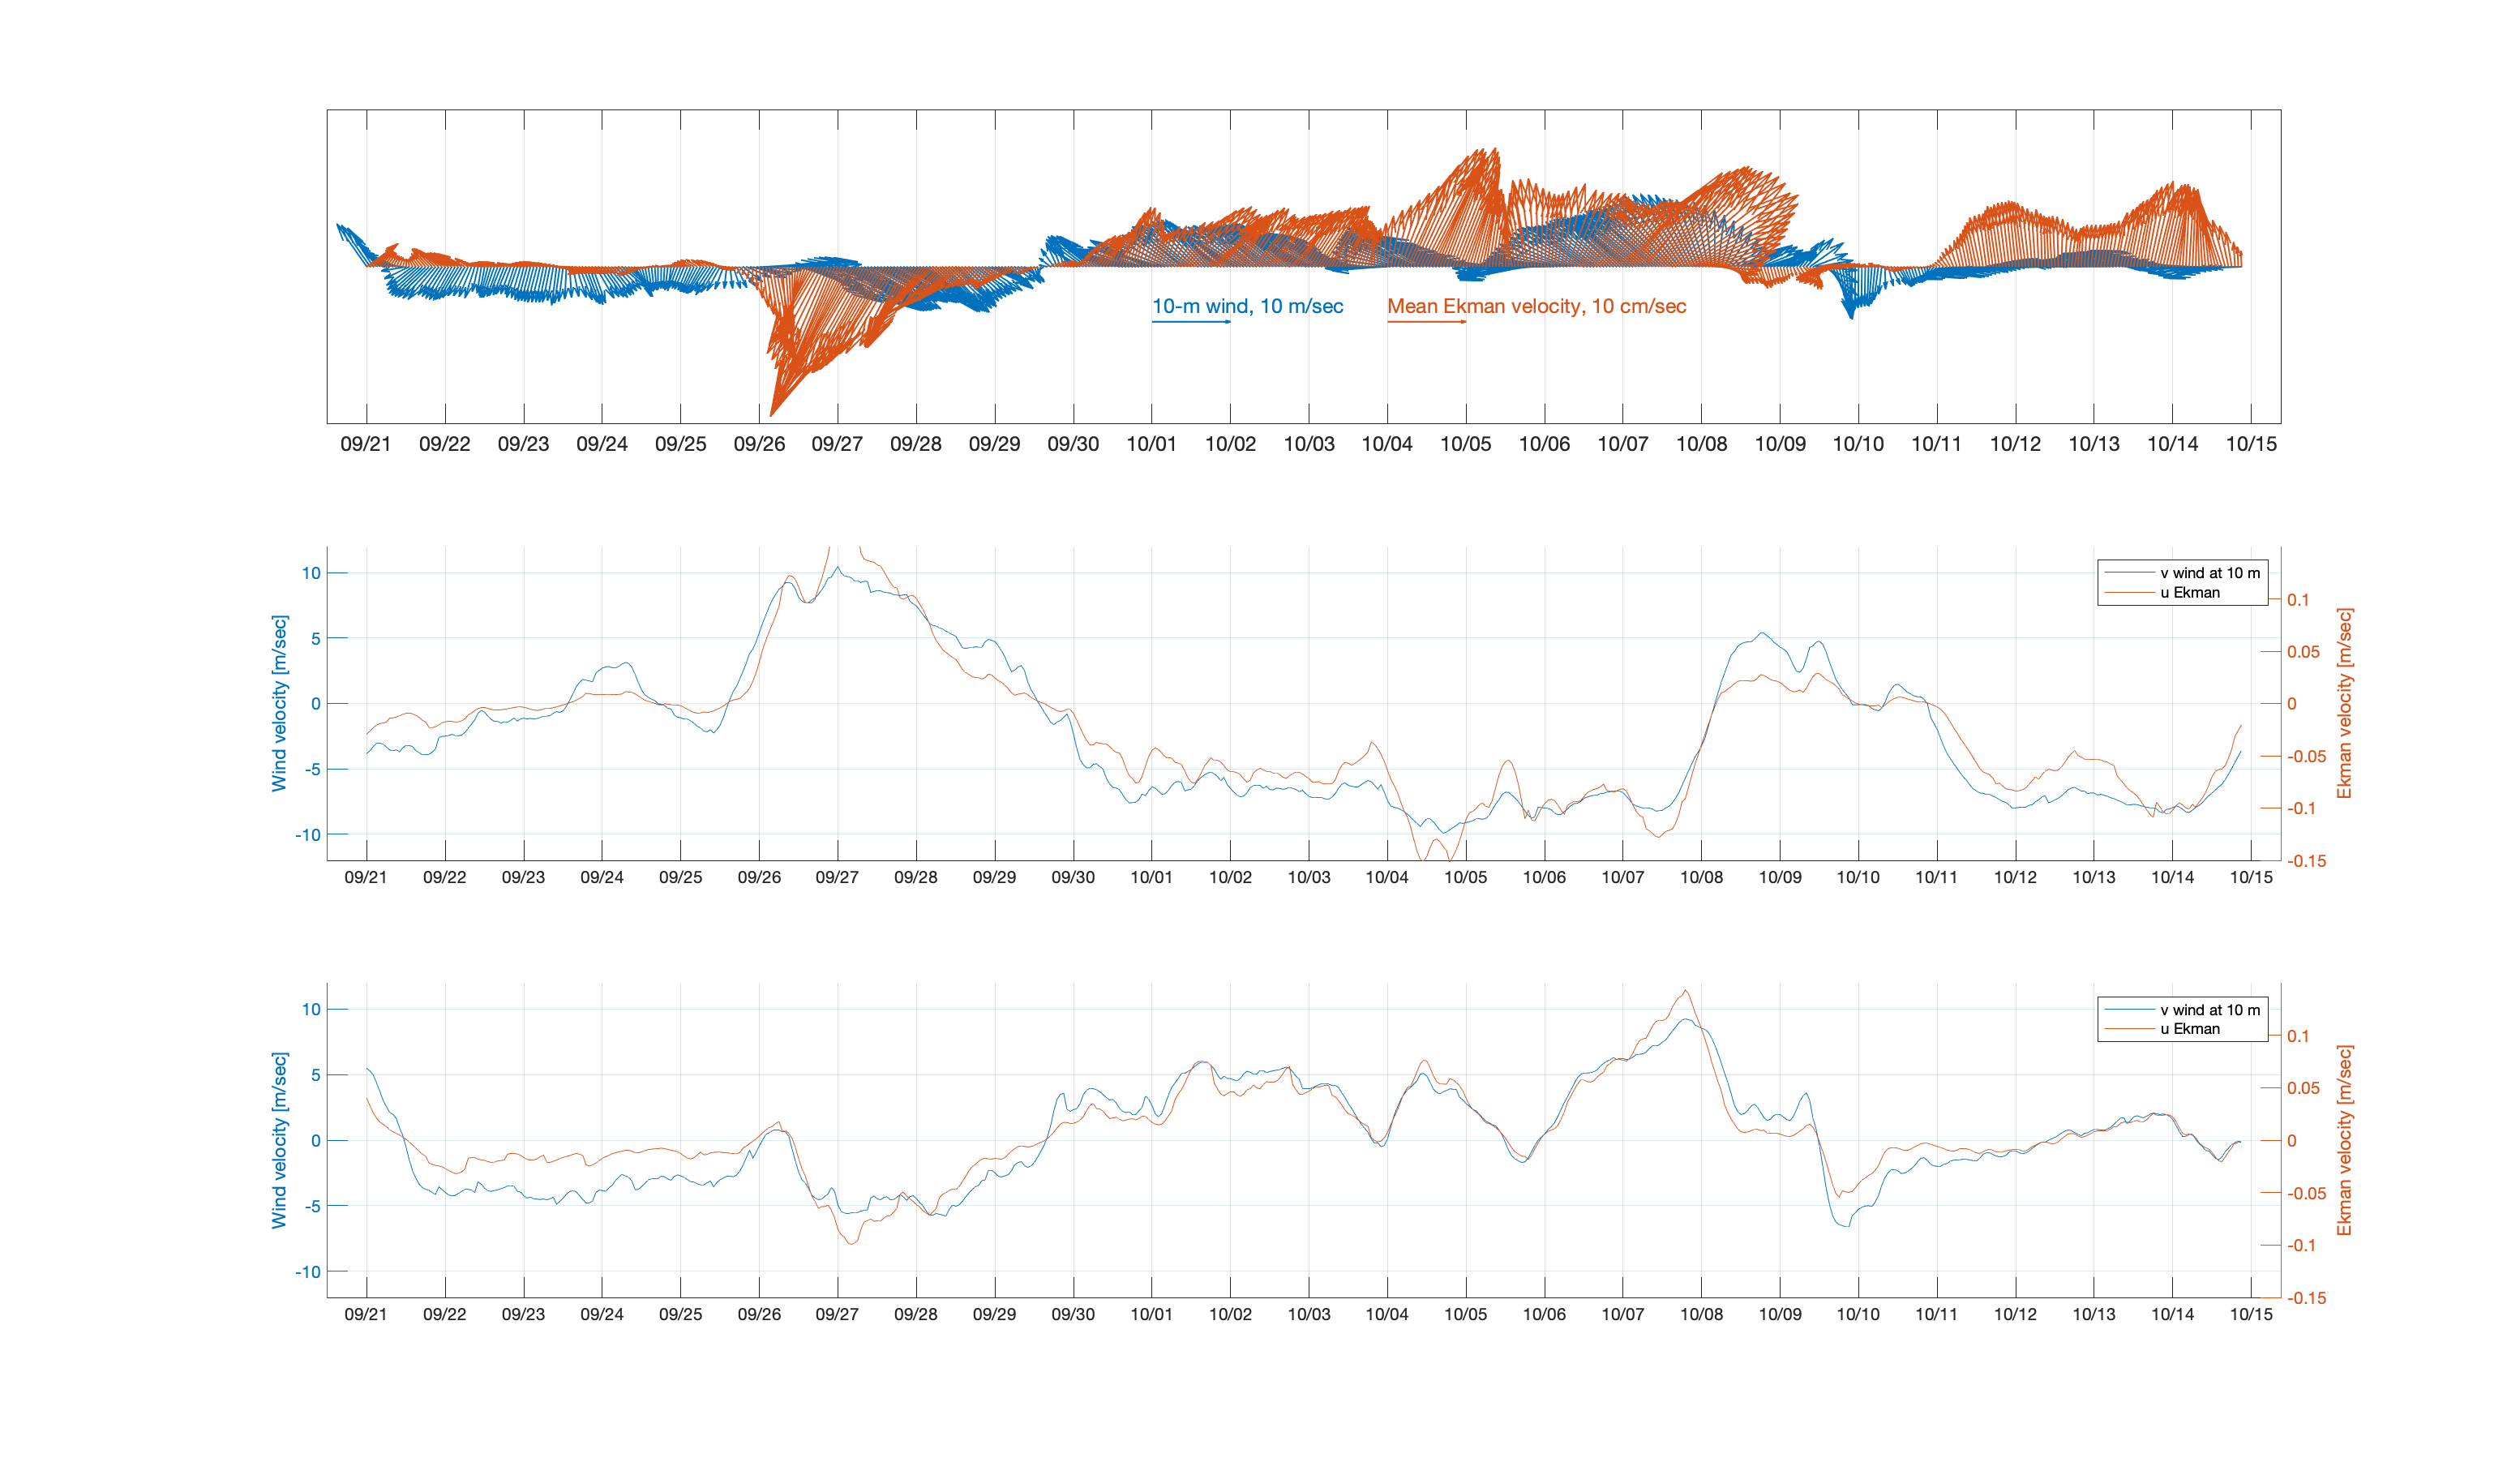 10-m wind, 10 m/sec
Mean Ekman velocity, 10 cm/sec
09/21 09/22 09/23 09/24 09/25 09/26 09/27 09/28 09/29 09/30 10/01 10/02 10/03 10/04 10/05 10/06 10/07 10/08 10/09 10/10 10/11 10/12 10/13 10/14 10/15
Wind velocity [m/sec]
10
5
0
-5
-10
v wind at 10 m
u Ekman
0.1
0.05
0
-0.05
-0.1
-0.15
Ekman velocity [m/sec]
09/21 09/22 09/23 09/24 09/25 09/26 09/27 09/28 09/29 09/30 10/01 10/02 10/03 10/04 10/05 10/06 10/07 10/08 10/09 10/10 10/11 10/12 10/13 10/14 10/15
Wind velocity [m/sec]
10
5
0
-5
-10
v wind at 10 m
u Ekman
0.1
0.05
0
-0.05
-0.1
-0.15
Ekman velocity [m/sec]
09/21 09/22 09/23 09/24 09/25 09/26 09/27 09/28 09/29 09/30 10/01 10/02 10/03 10/04 10/05 10/06 10/07 10/08 10/09 10/10 10/11 10/12 10/13 10/14 10/15